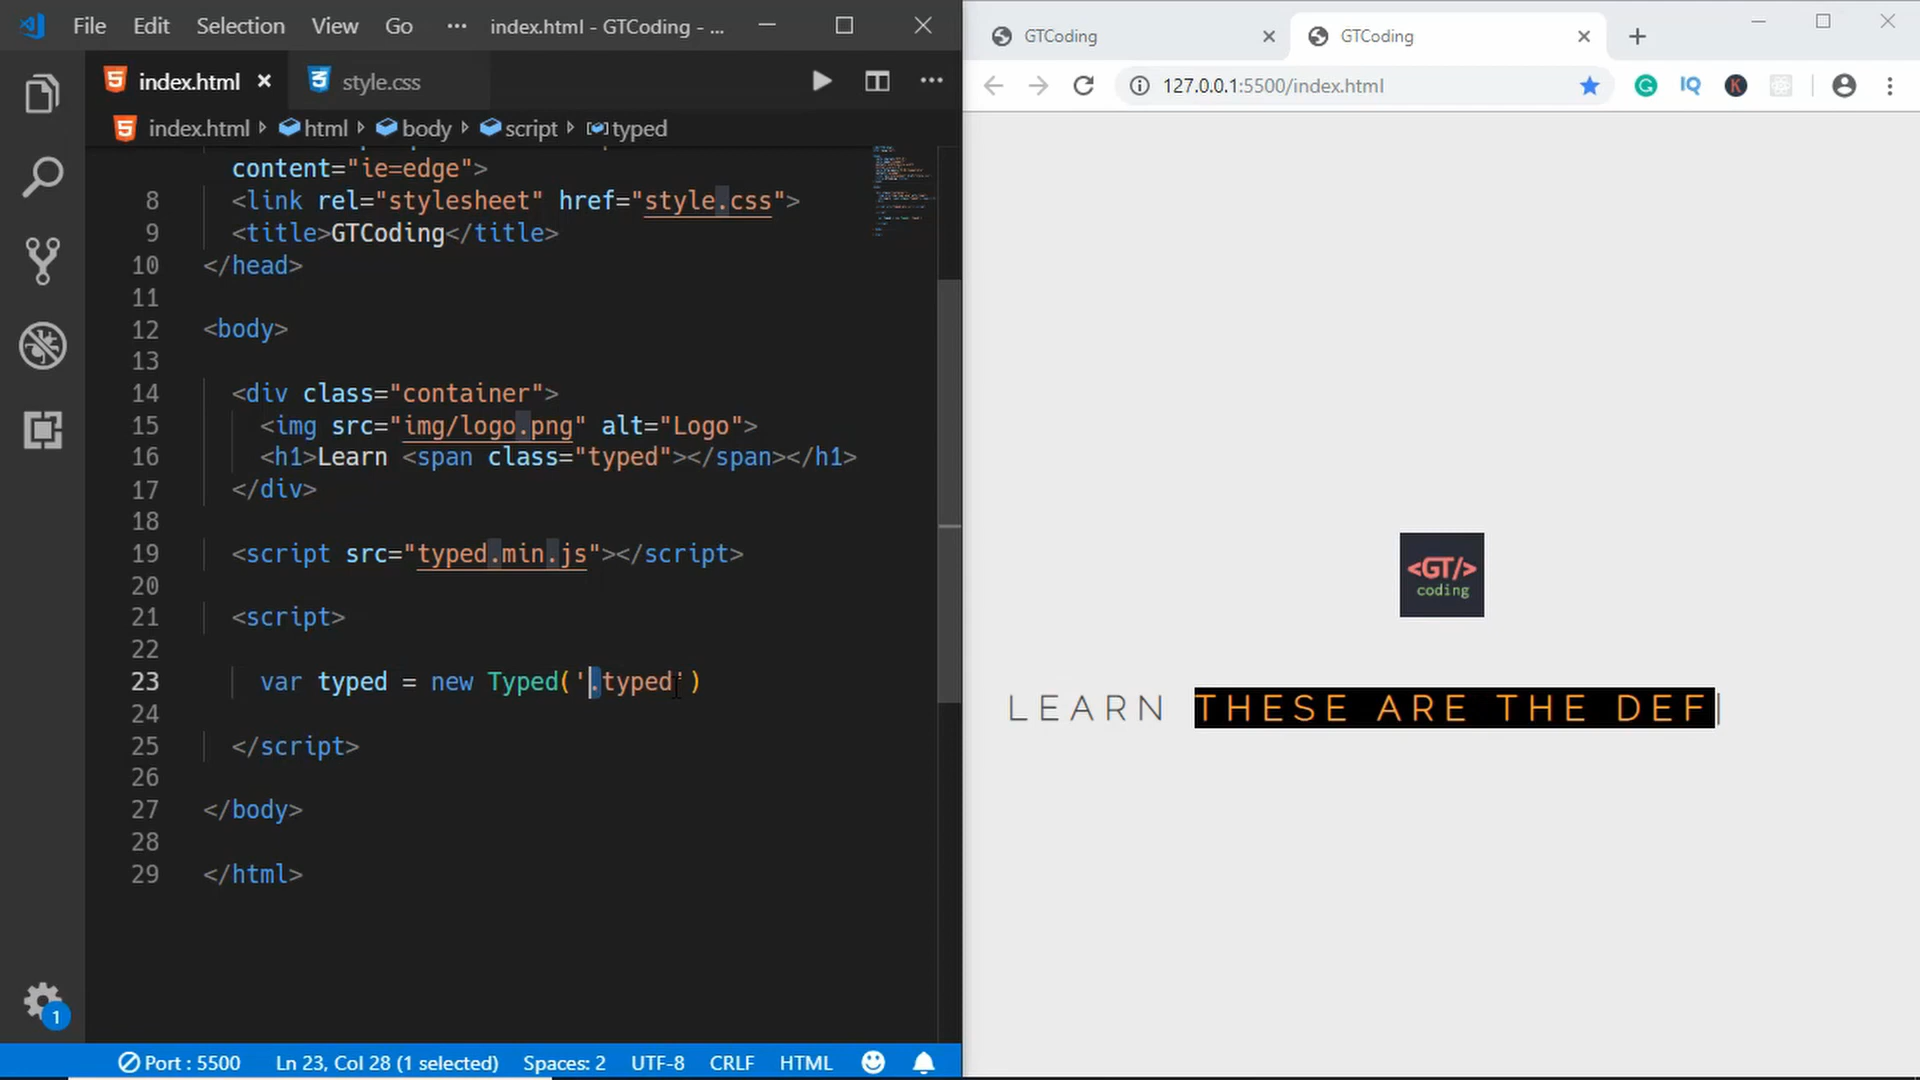 File Edit Selection View Go ··· index.html - GTCoding - ...
index.html style.css
index.html html body script typed
content="ie=edge">
8 <link rel="stylesheet" href="style.css">
9 <title>GTCoding</title>
10 </head>
11
12 <body>
13
14 <div class="container">
15 <img src="img/logo.png" alt="Logo">
16 <h1>Learn <span class="typed"></span></h1>
17 </div>
18
19 <script src="typed.min.js"></script>
20
21 <script>
22
23 var typed = new Typed('.typed')
24
25 </script>
26
27 </body>
28
29 </html>
1
Port : 5500 Ln 23, Col 28 (1 selected) Spaces: 2 UTF-8 CRLF HTML
GTCoding GTCoding
127.0.0.1:5500/index.html IQ K
<GT/>
coding
LEARN THESE ARE THE DEF|